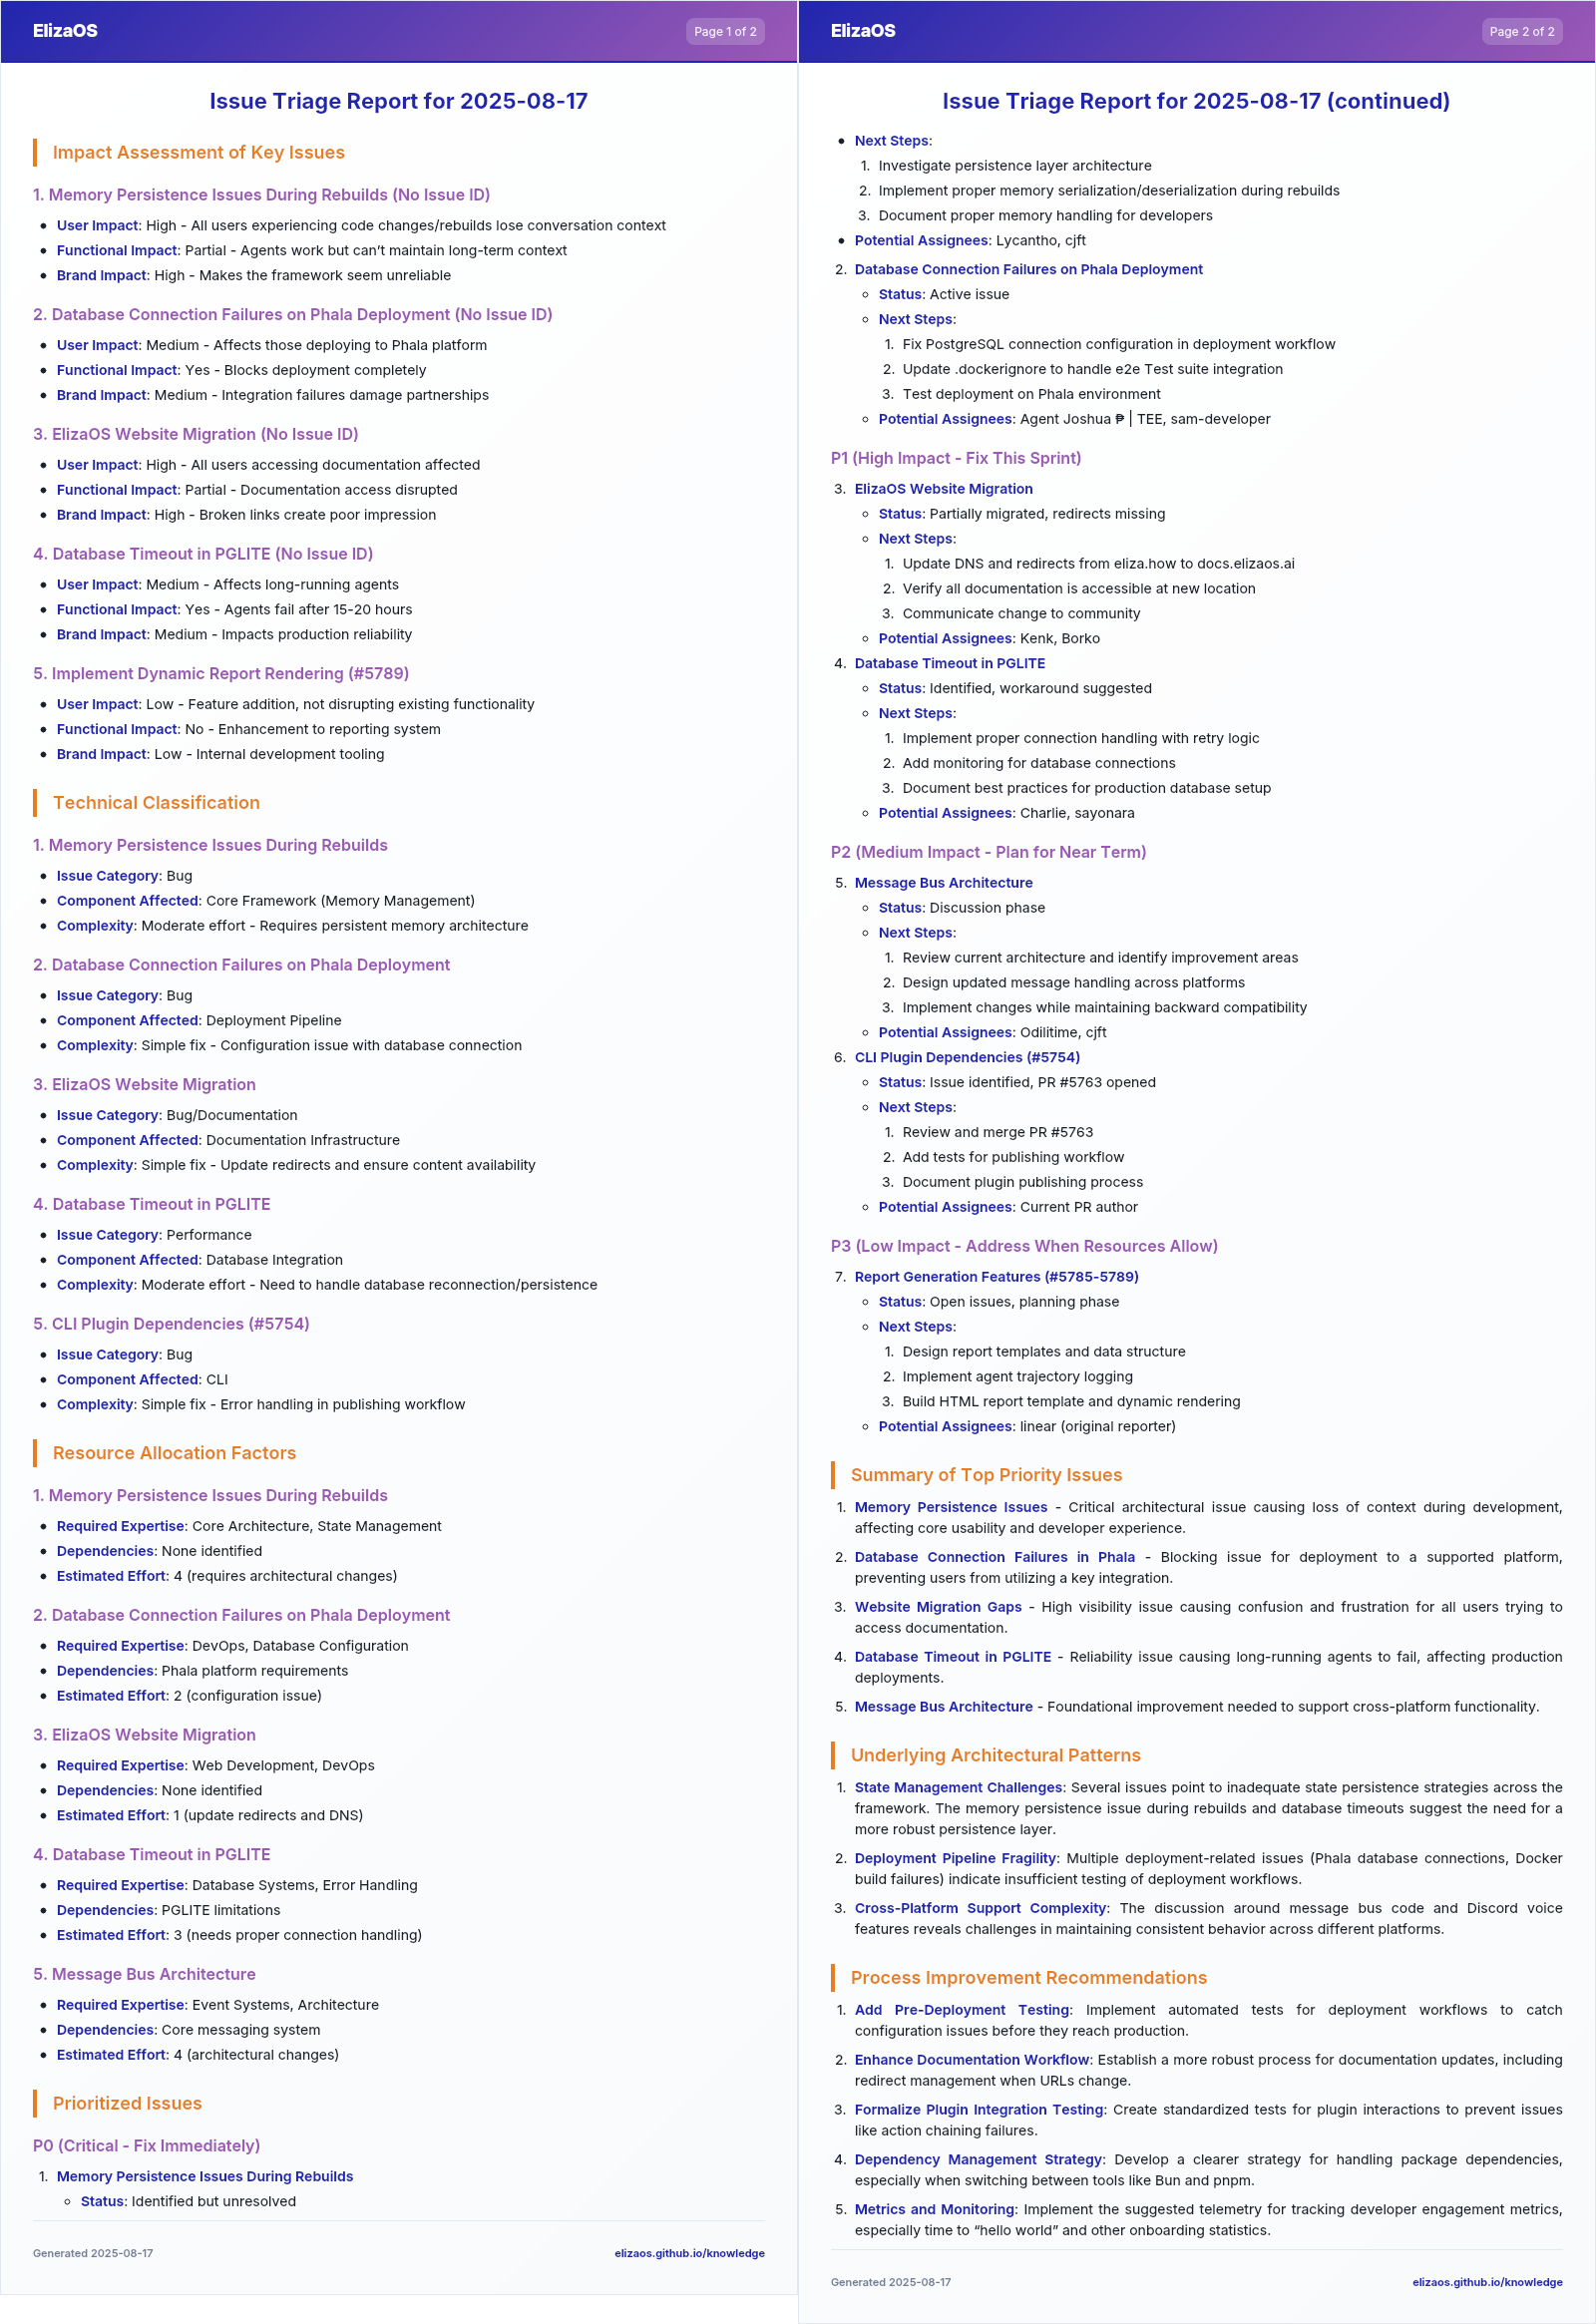 ElizaOS
Page 1 of 2
Issue Triage Report for 2025-08-17
Impact Assessment of Key Issues
1. Memory Persistence Issues During Rebuilds (No Issue ID)
• User Impact: High - All users experiencing code changes/rebuilds lose conversation context
• Functional Impact: Partial - Agents work but can’t maintain long-term context
• Brand Impact: High - Makes the framework seem unreliable
2. Database Connection Failures on Phala Deployment (No Issue ID)
• User Impact: Medium - Affects those deploying to Phala platform
• Functional Impact: Yes - Blocks deployment completely
• Brand Impact: Medium - Integration failures damage partnerships
3. ElizaOS Website Migration (No Issue ID)
• User Impact: High - All users accessing documentation affected
• Functional Impact: Partial - Documentation access disrupted
• Brand Impact: High - Broken links create poor impression
4. Database Timeout in PGLITE (No Issue ID)
• User Impact: Medium - Affects long-running agents
• Functional Impact: Yes - Agents fail after 15-20 hours
• Brand Impact: Medium - Impacts production reliability
5. Implement Dynamic Report Rendering (#5789)
• User Impact: Low - Feature addition, not disrupting existing functionality
• Functional Impact: No - Enhancement to reporting system
• Brand Impact: Low - Internal development tooling
Technical Classification
1. Memory Persistence Issues During Rebuilds
• Issue Category: Bug
• Component Affected: Core Framework (Memory Management)
• Complexity: Moderate effort - Requires persistent memory architecture
2. Database Connection Failures on Phala Deployment
• Issue Category: Bug
• Component Affected: Deployment Pipeline
• Complexity: Simple fix - Configuration issue with database connection
3. ElizaOS Website Migration
• Issue Category: Bug/Documentation
• Component Affected: Documentation Infrastructure
• Complexity: Simple fix - Update redirects and ensure content availability
4. Database Timeout in PGLITE
• Issue Category: Performance
• Component Affected: Database Integration
• Complexity: Moderate effort - Need to handle database reconnection/persistence
5. CLI Plugin Dependencies (#5754)
• Issue Category: Bug
• Component Affected: CLI
• Complexity: Simple fix - Error handling in publishing workflow
Resource Allocation Factors
1. Memory Persistence Issues During Rebuilds
• Required Expertise: Core Architecture, State Management
• Dependencies: None identified
• Estimated Effort: 4 (requires architectural changes)
2. Database Connection Failures on Phala Deployment
• Required Expertise: DevOps, Database Configuration
• Dependencies: Phala platform requirements
• Estimated Effort: 2 (configuration issue)
3. ElizaOS Website Migration
• Required Expertise: Web Development, DevOps
• Dependencies: None identified
• Estimated Effort: 1 (update redirects and DNS)
4. Database Timeout in PGLITE
• Required Expertise: Database Systems, Error Handling
• Dependencies: PGLITE limitations
• Estimated Effort: 3 (needs proper connection handling)
5. Message Bus Architecture
• Required Expertise: Event Systems, Architecture
• Dependencies: Core messaging system
• Estimated Effort: 4 (architectural changes)
Prioritized Issues
P0 (Critical - Fix Immediately)
1. Memory Persistence Issues During Rebuilds
◦ Status: Identified but unresolved
Generated 2025-08-17
elizaos.github.io/knowledge
ElizaOS
Page 2 of 2
Issue Triage Report for 2025-08-17 (continued)
• Next Steps:
1. Investigate persistence layer architecture
2. Implement proper memory serialization/deserialization during rebuilds
3. Document proper memory handling for developers
• Potential Assignees: Lycantho, cjft
2. Database Connection Failures on Phala Deployment
◦ Status: Active issue
◦ Next Steps:
1. Fix PostgreSQL connection configuration in deployment workflow
2. Update .dockerignore to handle e2e Test suite integration
3. Test deployment on Phala environment
◦ Potential Assignees: Agent Joshua ₱ | TEE, sam-developer
P1 (High Impact - Fix This Sprint)
3. ElizaOS Website Migration
◦ Status: Partially migrated, redirects missing
◦ Next Steps:
1. Update DNS and redirects from eliza.how to docs.elizaos.ai
2. Verify all documentation is accessible at new location
3. Communicate change to community
◦ Potential Assignees: Kenk, Borko
4. Database Timeout in PGLITE
◦ Status: Identified, workaround suggested
◦ Next Steps:
1. Implement proper connection handling with retry logic
2. Add monitoring for database connections
3. Document best practices for production database setup
◦ Potential Assignees: Charlie, sayonara
P2 (Medium Impact - Plan for Near Term)
5. Message Bus Architecture
◦ Status: Discussion phase
◦ Next Steps:
1. Review current architecture and identify improvement areas
2. Design updated message handling across platforms
3. Implement changes while maintaining backward compatibility
◦ Potential Assignees: Odilitime, cjft
6. CLI Plugin Dependencies (#5754)
◦ Status: Issue identified, PR #5763 opened
◦ Next Steps:
1. Review and merge PR #5763
2. Add tests for publishing workflow
3. Document plugin publishing process
◦ Potential Assignees: Current PR author
P3 (Low Impact - Address When Resources Allow)
7. Report Generation Features (#5785-5789)
◦ Status: Open issues, planning phase
◦ Next Steps:
1. Design report templates and data structure
2. Implement agent trajectory logging
3. Build HTML report template and dynamic rendering
◦ Potential Assignees: linear (original reporter)
Summary of Top Priority Issues
1. Memory Persistence Issues - Critical architectural issue causing loss of context during development,
affecting core usability and developer experience.
2. Database Connection Failures in Phala - Blocking issue for deployment to a supported platform,
preventing users from utilizing a key integration.
3. Website Migration Gaps - High visibility issue causing confusion and frustration for all users trying to
access documentation.
4. Database Timeout in PGLITE - Reliability issue causing long-running agents to fail, affecting production
deployments.
5. Message Bus Architecture - Foundational improvement needed to support cross-platform functionality.
Underlying Architectural Patterns
1. State Management Challenges: Several issues point to inadequate state persistence strategies across the
framework. The memory persistence issue during rebuilds and database timeouts suggest the need for a
more robust persistence layer.
2. Deployment Pipeline Fragility: Multiple deployment-related issues (Phala database connections, Docker
build failures) indicate insufficient testing of deployment workflows.
3. Cross-Platform Support Complexity: The discussion around message bus code and Discord voice
features reveals challenges in maintaining consistent behavior across different platforms.
Process Improvement Recommendations
1. Add Pre-Deployment Testing: Implement automated tests for deployment workflows to catch
configuration issues before they reach production.
2. Enhance Documentation Workflow: Establish a more robust process for documentation updates, including
redirect management when URLs change.
3. Formalize Plugin Integration Testing: Create standardized tests for plugin interactions to prevent issues
like action chaining failures.
4. Dependency Management Strategy: Develop a clearer strategy for handling package dependencies,
especially when switching between tools like Bun and pnpm.
5. Metrics and Monitoring: Implement the suggested telemetry for tracking developer engagement metrics,
especially time to “hello world” and other onboarding statistics.
Generated 2025-08-17
elizaos.github.io/knowledge